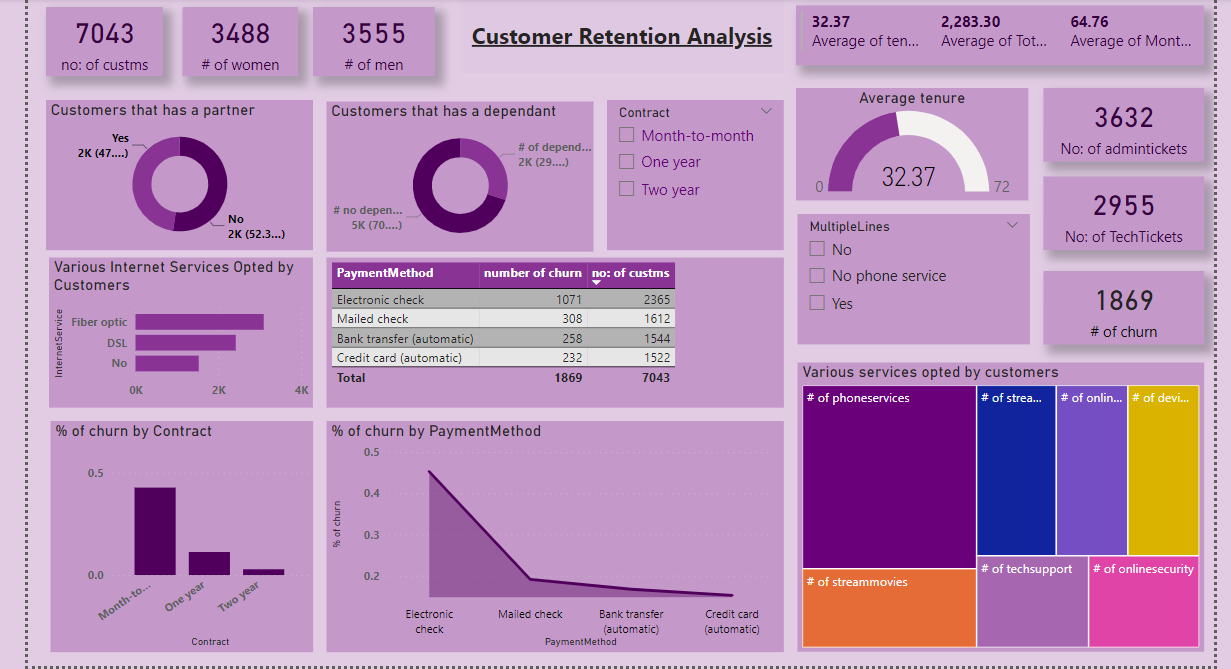 7043
no: of custms
3488
# of women
3555
# of men
Customer Retention Analysis
32.37
Average of ten...
2,283.30
Average of Tot...
64.76
Average of Mont...
Customers that has a partner
Yes
2K (47....)
No
2K (52.3...)
Customers that has a dependant
# of depend...
2K (29....)
# no depen...
5K (70....)
Contract
Month-to-month
One year
Two year
Average tenure
32.37
0
72
3632
No: of admintickets
2955
No: of TechTickets
1869
# of churn
MultipleLines
No
No phone service
Yes
Various Internet Services Opted by
Customers
InternetService
Fiber optic
DSL
No
0K 2K 4K
PaymentMethod number of churn no: of custms
Electronic check 1071 2365
Mailed check 308 1612
Bank transfer (automatic) 258 1544
Credit card (automatic) 232 1522
Total 1869 7043
% of churn by Contract
0.5
0.0
Month-to...
One year
Two year
Contract
% of churn by PaymentMethod
% of churn
0.5
0.4
0.3
0.2
Electronic
check
Mailed check
Bank transfer
(automatic)
Credit card
(automatic)
PaymentMethod
Various services opted by customers
# of phoneservices
# of strea...
# of onlin...
# of devi...
# of streammovies
# of techsupport
# of onlinesecurity